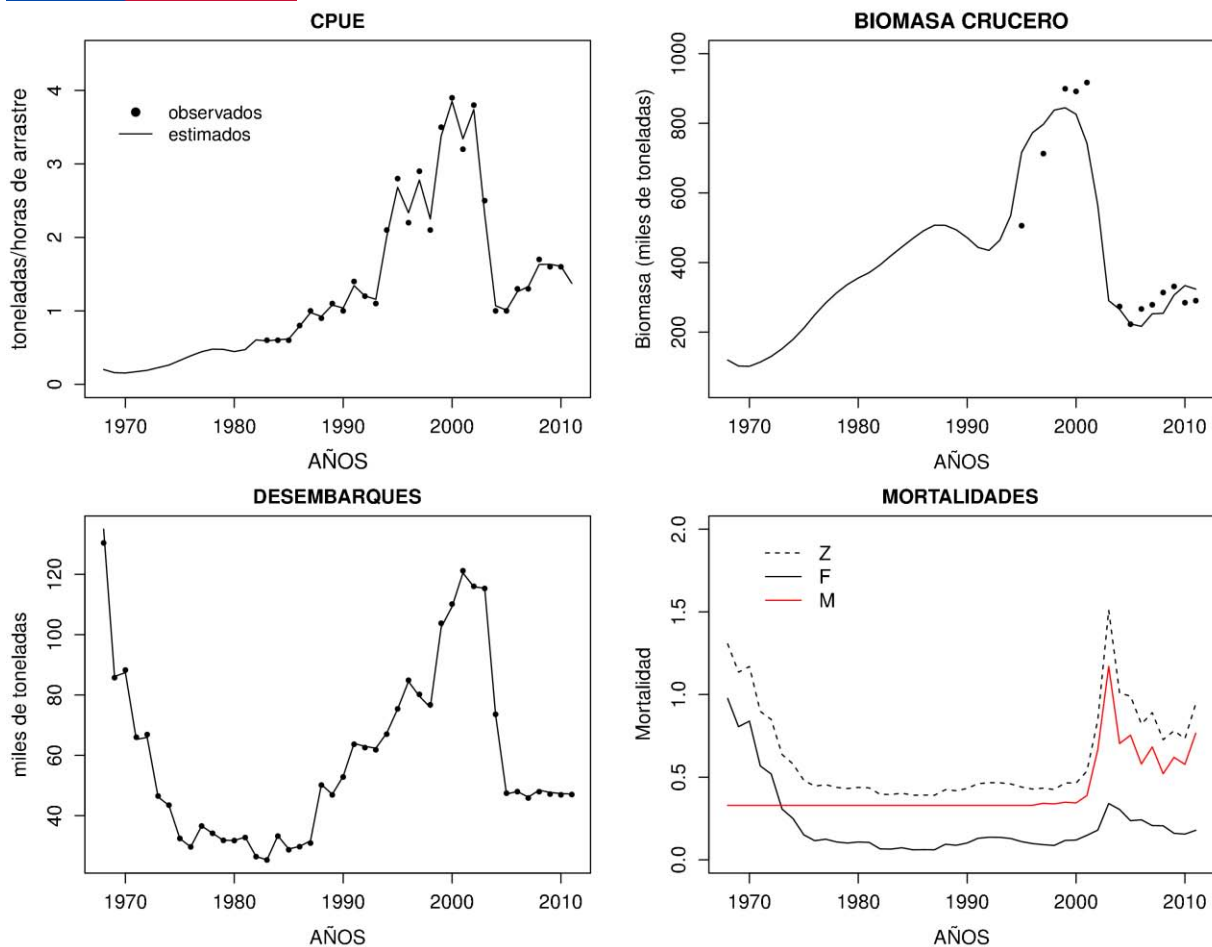 CPUE
toneladas/horas de arrastre
0 1 2 3 4
observados
estimados
1970 1980 1990 2000 2010
AÑOS
BIOMASA CRUCERO
Biomasa (miles de toneladas)
200 400 600 800 1000
1970 1980 1990 2000 2010
AÑOS
DESEMBARQUES
miles de toneladas
40 60 80 100 120
1970 1980 1990 2000 2010
AÑOS
MORTALIDADES
Mortalidad
0.0 0.5 1.0 1.5 2.0
Z
F
M
1970 1980 1990 2000 2010
AÑOS